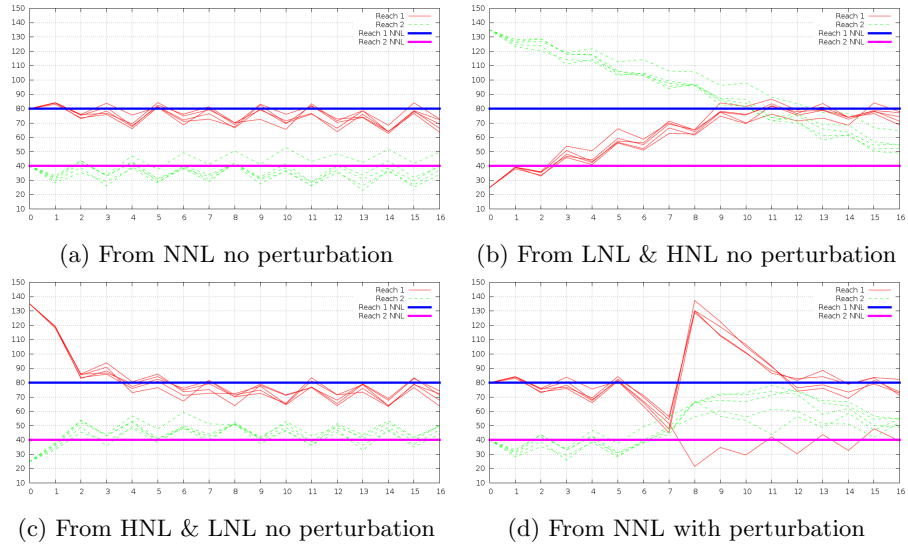 150
140
130
120
110
100
90
80
70
60
50
40
30
20
10
0 1 2 3 4 5 6 7 8 9 10 11 12 13 14 15 16
Reach 1
Reach 2
Reach 1 NNL
Reach 2 NNL
(a) From NNL no perturbation
150
140
130
120
110
100
90
80
70
60
50
40
30
20
10
0 1 2 3 4 5 6 7 8 9 10 11 12 13 14 15 16
Reach 1
Reach 2
Reach 1 NNL
Reach 2 NNL
(b) From LNL & HNL no perturbation
150
140
130
120
110
100
90
80
70
60
50
40
30
20
10
0 1 2 3 4 5 6 7 8 9 10 11 12 13 14 15 16
Reach 1
Reach 2
Reach 1 NNL
Reach 2 NNL
(c) From HNL & LNL no perturbation
150
140
130
120
110
100
90
80
70
60
50
40
30
20
10
0 1 2 3 4 5 6 7 8 9 10 11 12 13 14 15 16
Reach 1
Reach 2
Reach 1 NNL
Reach 2 NNL
(d) From NNL with perturbation